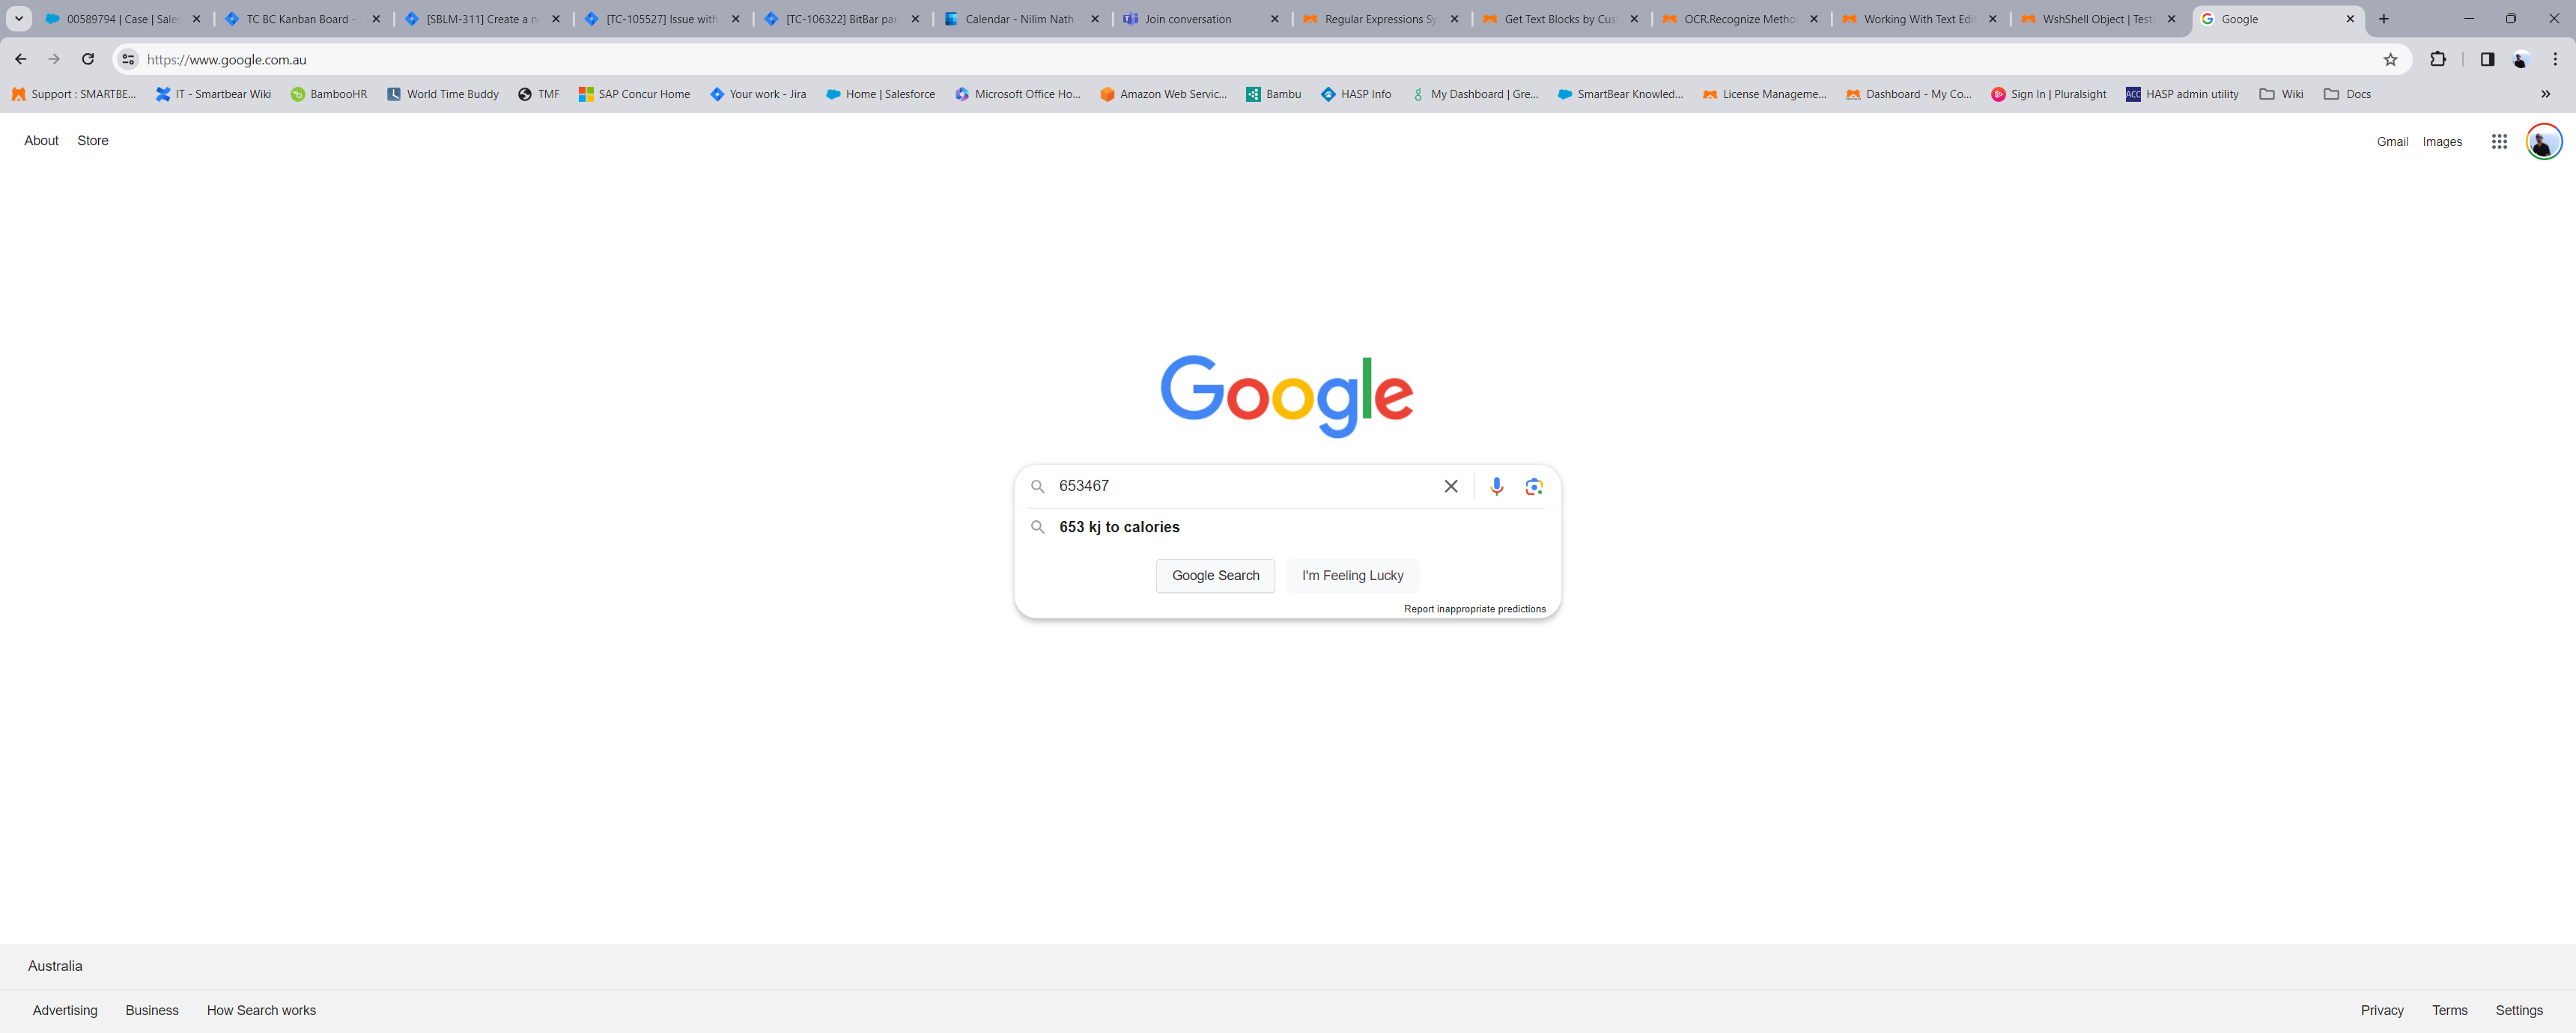 00589794 | Case | Sales
TC BC Kanban Board -
[SBLM-311] Create a n
[TC-105527] Issue with
[TC-106322] BitBar par
Calendar - Nilim Nath
Join conversation
Regular Expressions Sy
Get Text Blocks by Cus
OCR.Recognize Metho
Working With Text Edit
WshShell Object | Test
Google
https://www.google.com.au
Support : SMARTBE...
IT - Smartbear Wiki
BambooHR
World Time Buddy
TMF
SAP Concur Home
Your work - Jira
Home | Salesforce
Microsoft Office Ho...
Amazon Web Servic...
Bambu
HASP Info
My Dashboard | Gre...
SmartBear Knowled...
License Manageme...
Dashboard - My Co...
Sign In | Pluralsight
ACC
HASP admin utility
Wiki
Docs
About
Store
Gmail
Images
Google
653467
653 kj to calories
Google Search
I'm Feeling Lucky
Report inappropriate predictions
Australia
Advertising
Business
How Search works
Privacy
Terms
Settings